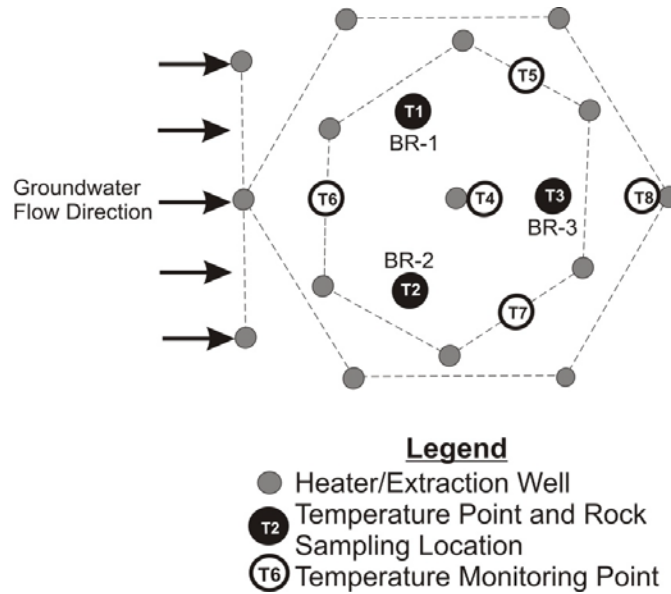 T5
T1
BR-1
Groundwater
Flow Direction
T6
T4
T3
T8
BR-3
BR-2
T2
T7
Legend
Heater/Extraction Well
T2 Temperature Point and Rock
Sampling Location
T6 Temperature Monitoring Point